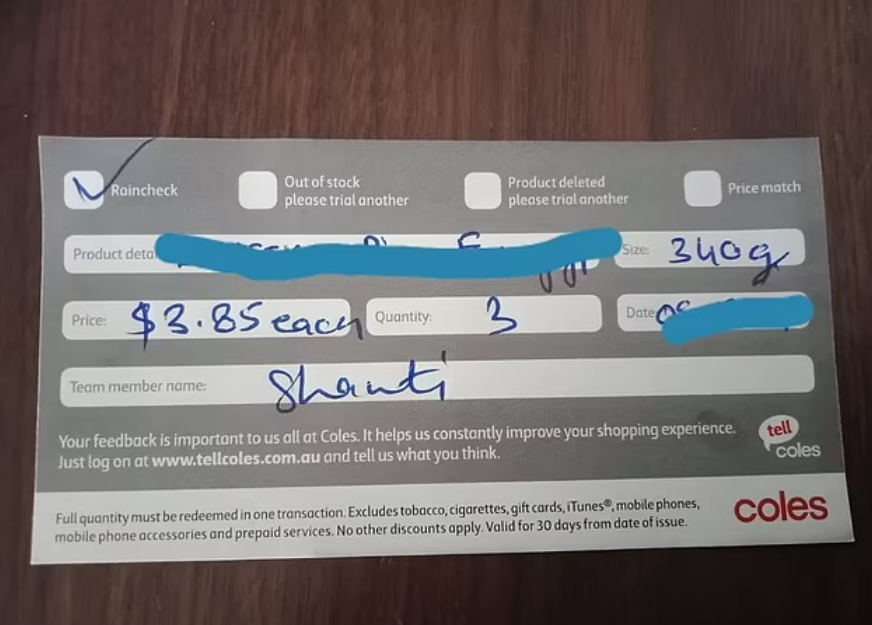 Raincheck
Out of stock
please trial another
Product deleted
please trial another
Price match
Product
Size: 340g
Price: $3.85 each
Quantity: 3
Date:
Team member name: Shanti
Your feedback is important to us all at Coles. It helps us constantly improve your shopping experience.
Just log on at www.tellcoles.com.au and tell us what you think.
tell
coles
Full quantity must be redeemed in one transaction. Excludes tobacco, cigarettes, gift cards, iTunes®, mobile phones,
mobile phone accessories and prepaid services. No other discounts apply. Valid for 30 days from date of issue.
coles